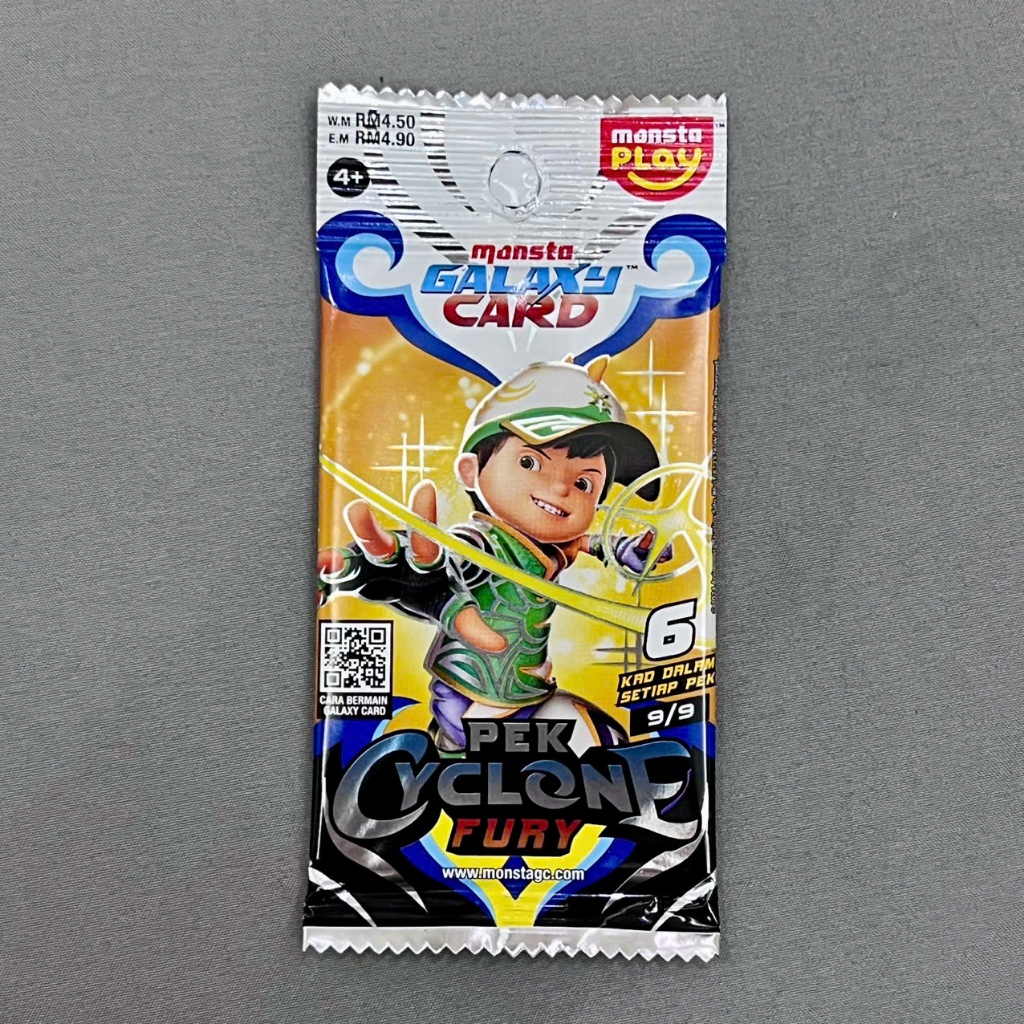 W.M RM4.50
E.M RM4.90
4+
monsta
PLay
monsta
GALAXY™
CARD
6
KAD DALAM
SETIAP PEK
9/9
CARA BERMAIN
GALAXY CARD
PEK
CYCLONE
FURY
www.monstagc.com